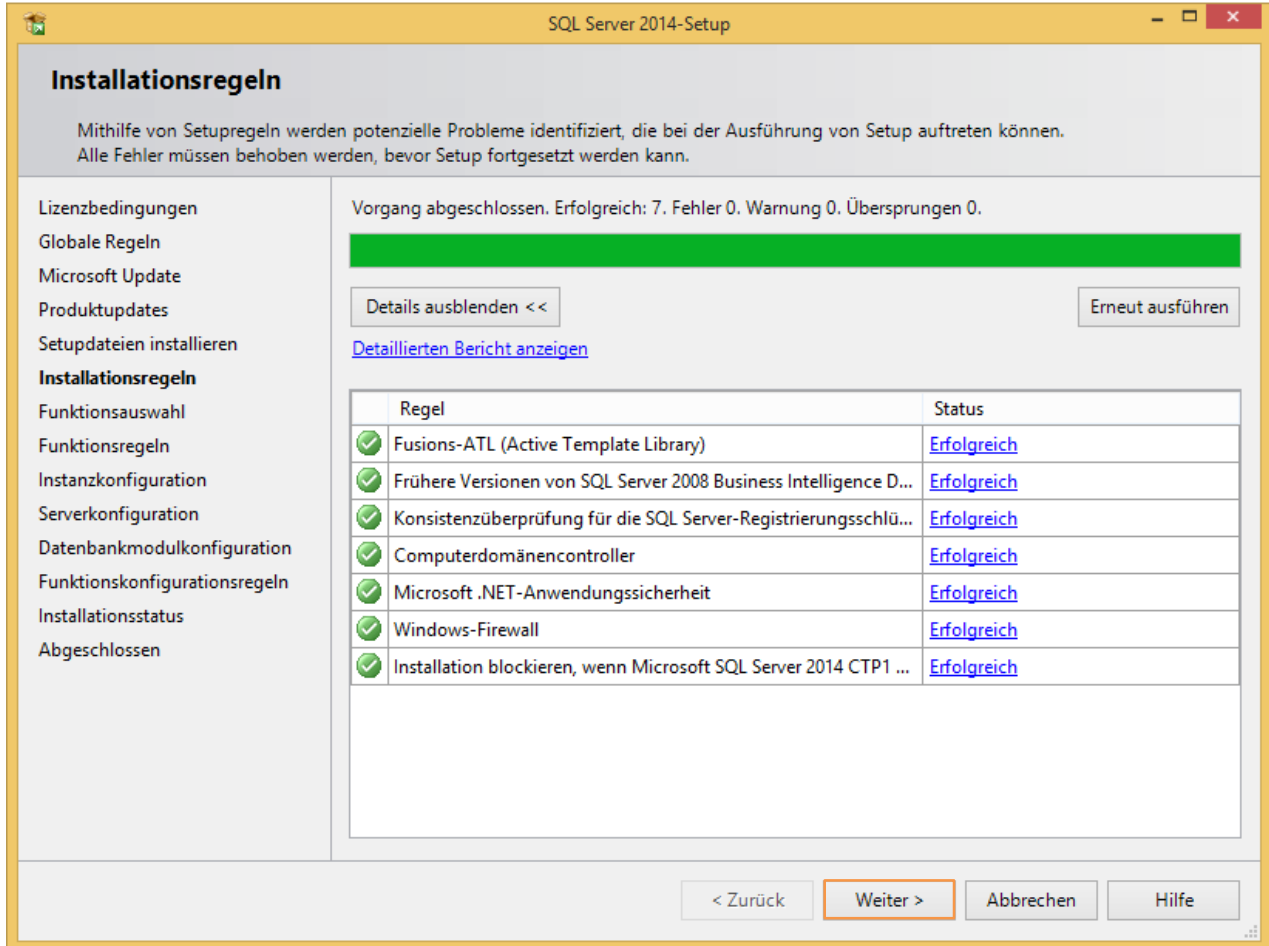 SQL Server 2014-Setup
Installationsregeln
Mithilfe von Setupregeln werden potenzielle Probleme identifiziert, die bei der Ausführung von Setup auftreten können.
Alle Fehler müssen behoben werden, bevor Setup fortgesetzt werden kann.
Lizenzbedingungen
Globale Regeln
Microsoft Update
Produktupdates
Setupdateien installieren
Installationsregeln
Funktionsauswahl
Funktionsregeln
Instanzkonfiguration
Serverkonfiguration
Datenbankmodulkonfiguration
Funktionskonfigurationsregeln
Installationsstatus
Abgeschlossen
Vorgang abgeschlossen. Erfolgreich: 7. Fehler 0. Warnung 0. Übersprungen 0.
Details ausblenden << Erneut ausführen
Detaillierten Bericht anzeigen
Regel Status
Fusions-ATL (Active Template Library) Erfolgreich
Frühere Versionen von SQL Server 2008 Business Intelligence D... Erfolgreich
Konsistenzüberprüfung für die SQL Server-Registrierungsschlü... Erfolgreich
Computerdomänencontroller Erfolgreich
Microsoft .NET-Anwendungssicherheit Erfolgreich
Windows-Firewall Erfolgreich
Installation blockieren, wenn Microsoft SQL Server 2014 CTP1 ... Erfolgreich
< Zurück Weiter > Abbrechen Hilfe